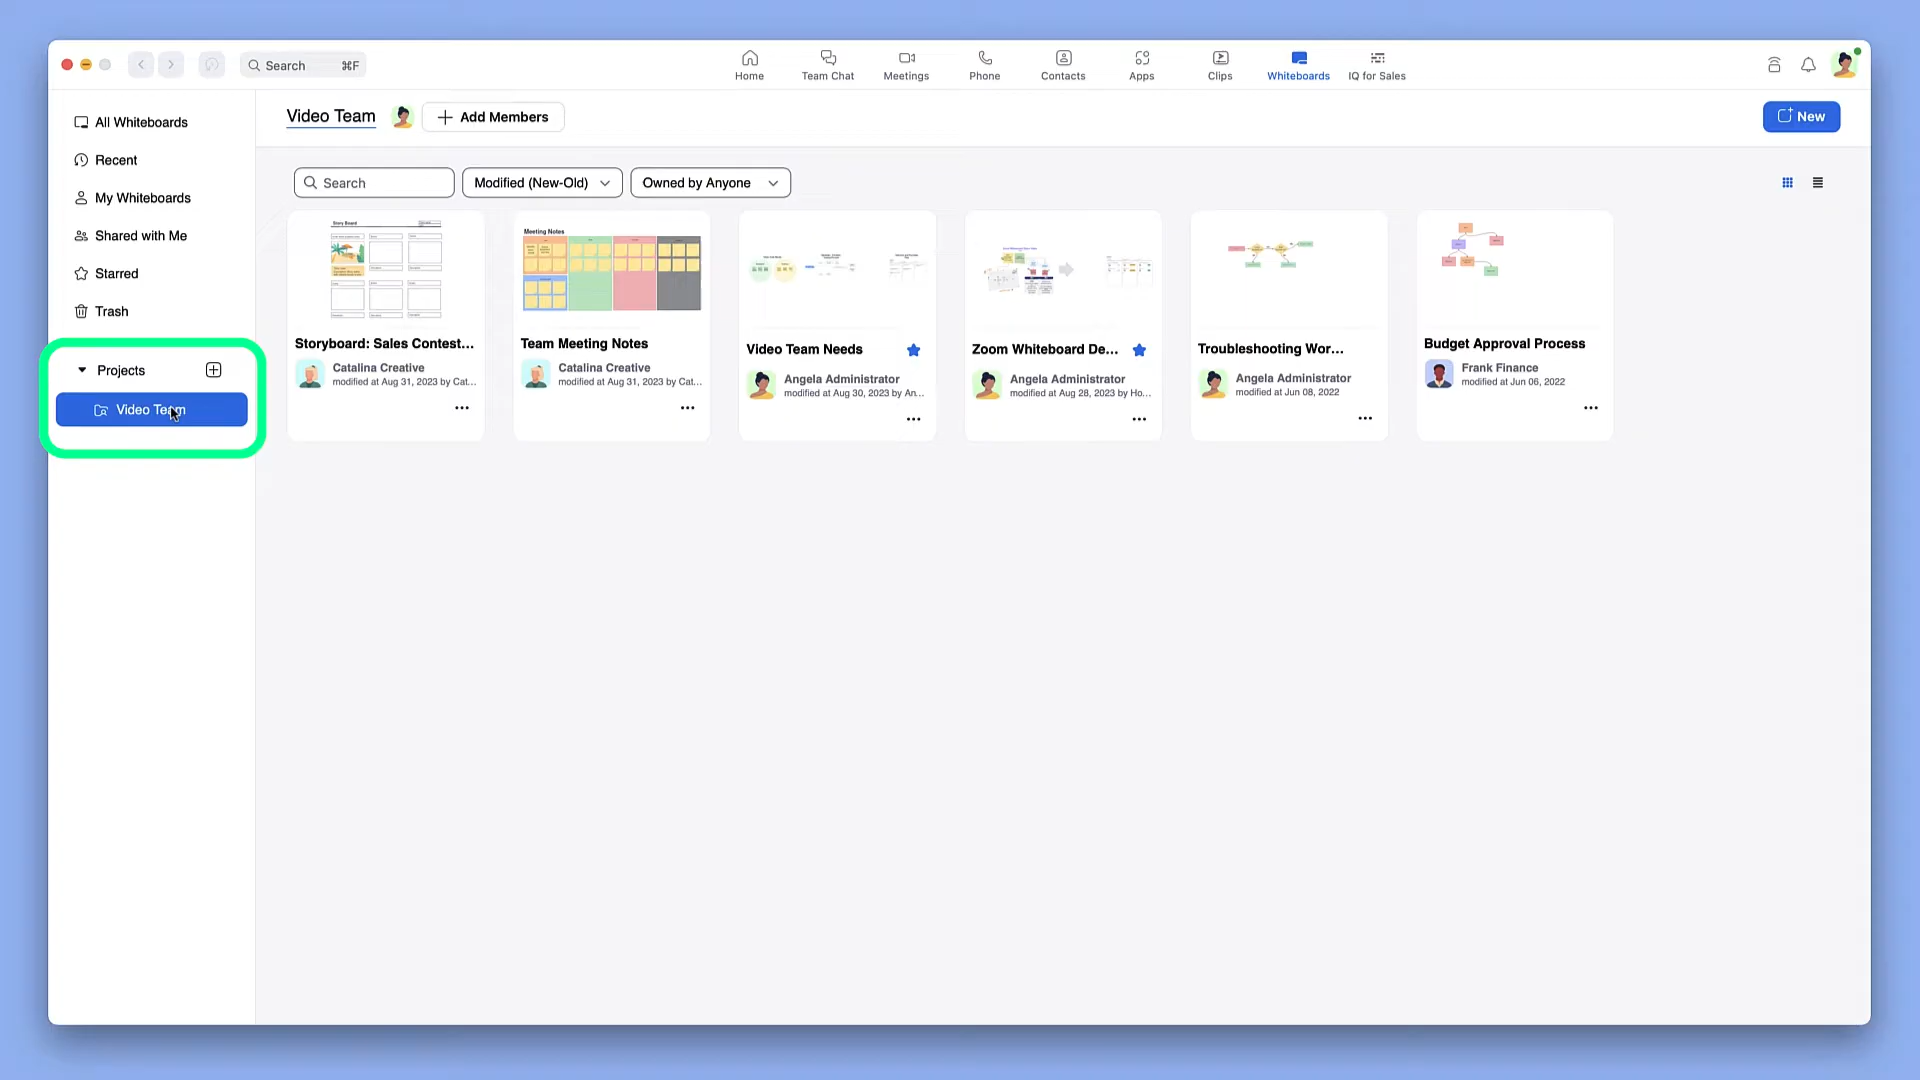 Search ⌘F
Home
Team Chat
Meetings
Phone
Contacts
Apps
Clips
Whiteboards
IQ for Sales
All Whiteboards
Recent
My Whiteboards
Shared with Me
Starred
Trash
Projects
Video Team
Video Team
Add Members
New
Search
Modified (New-Old)
Owned by Anyone
Story Board
Storyboard: Sales Contest...
Catalina Creative
modified at Aug 31, 2023 by Cat...
Meeting Notes
Team Meeting Notes
Catalina Creative
modified at Aug 31, 2023 by Cat...
Video Team Needs
Angela Administrator
modified at Aug 30, 2023 by An...
Zoom Whiteboard De...
Angela Administrator
modified at Aug 28, 2023 by Ho...
Troubleshooting Wor...
Angela Administrator
modified at Jun 08, 2022
Budget Approval Process
Frank Finance
modified at Jun 06, 2022